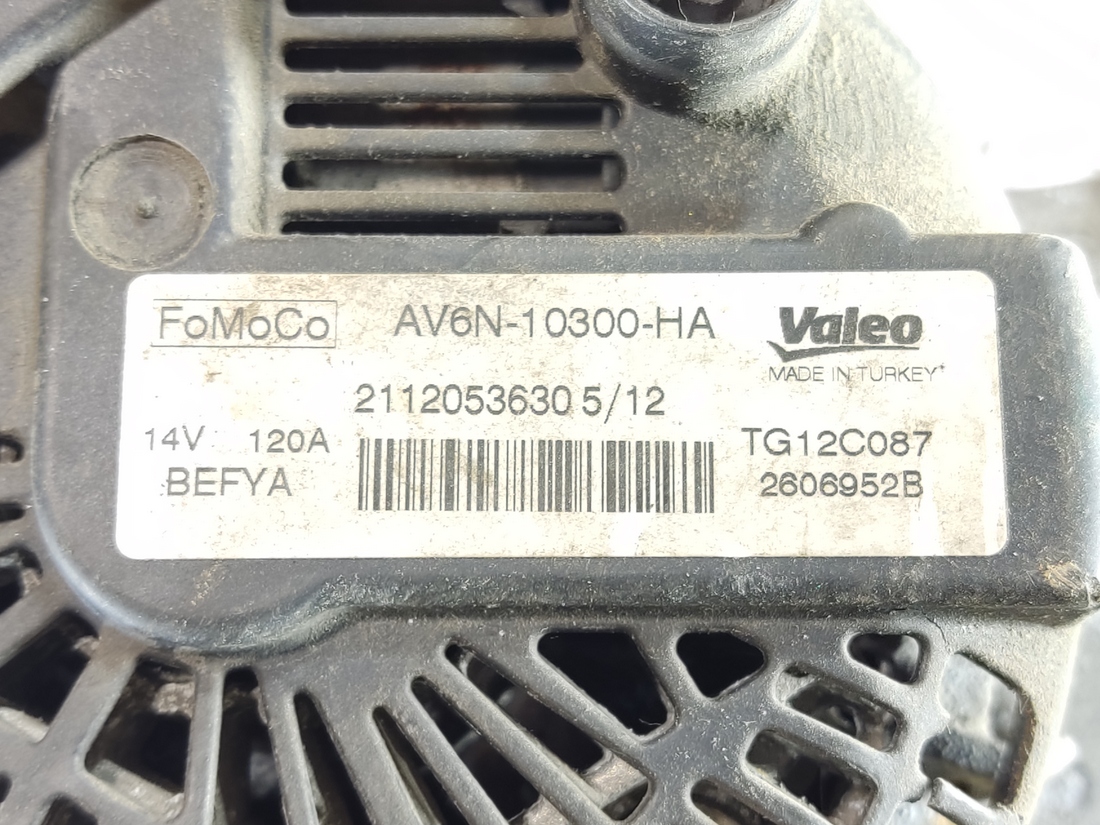 FoMoCo AV6N-10300-HA Valeo
MADE IN TURKEY
2112053630 5/12
14V 120A TG12C087
BEFYA 2606952B